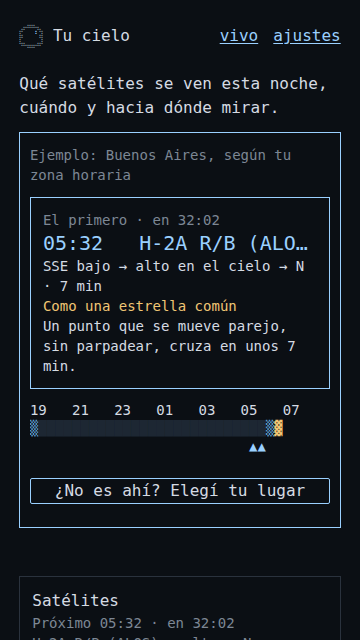 Tu cielo vivo ajustes
Qué satélites se ven esta noche,
cuándo y hacia dónde mirar.
Ejemplo: Buenos Aires, según tu
zona horaria
El primero · en 32:02
05:32 H-2A R/B (ALO…
SSE bajo → alto en el cielo → N
· 7 min
Como una estrella común
Un punto que se mueve parejo,
sin parpadear, cruza en unos 7
min.
19 21 23 01 03 05 07
¿No es ahí? Elegí tu lugar
Satélites
Próximo 05:32 · en 32:02